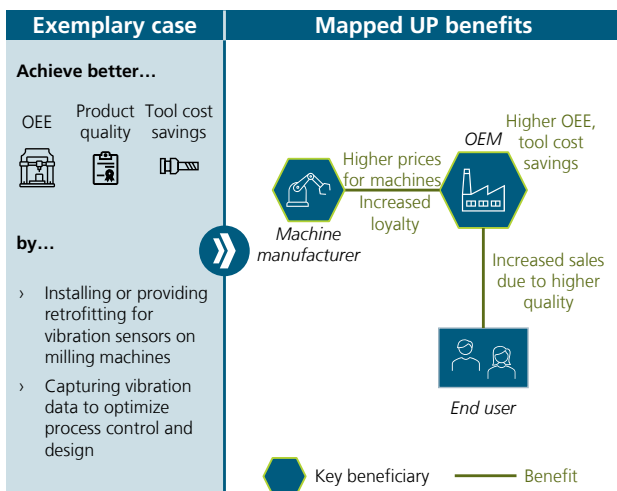 Exemplary case
Mapped UP benefits
Achieve better…
OEE
Product
quality
Tool cost
savings
by…
› Installing or providing
retrofitting for
vibration sensors on
milling machines
› Capturing vibration
data to optimize
process control and
design
Machine
manufacturer
Higher prices
for machines
Increased
loyalty
OEM
Higher OEE,
tool cost
savings
Increased sales
due to higher
quality
End user
Key beneficiary
Benefit